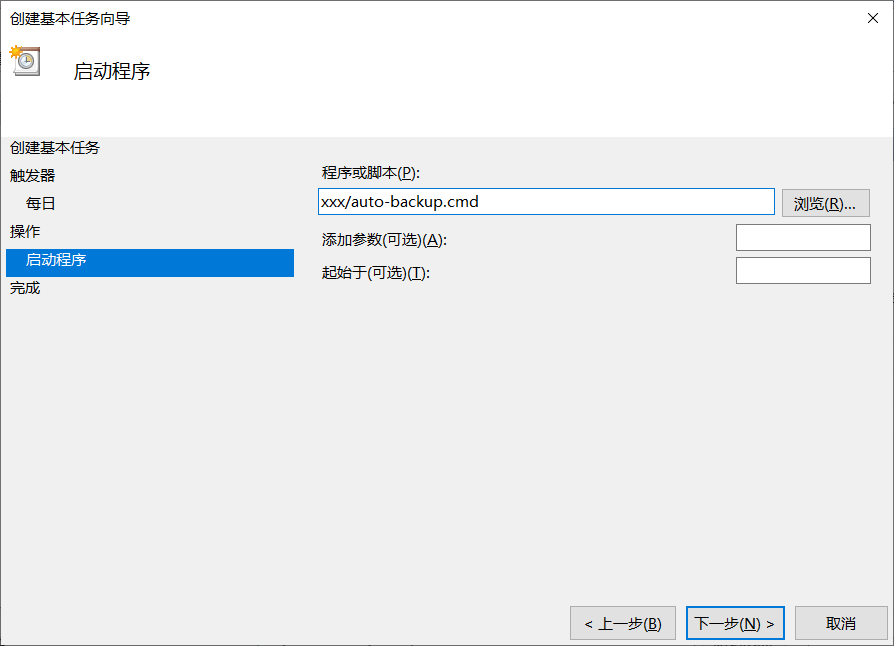 创建基本任务向导
启动程序
创建基本任务
触发器
每日
操作
启动程序
完成
程序或脚本(P):
xxx/auto-backup.cmd
浏览(R)...
添加参数(可选)(A):
起始于(可选)(T):
< 上一步(B)
下一步(N) >
取消